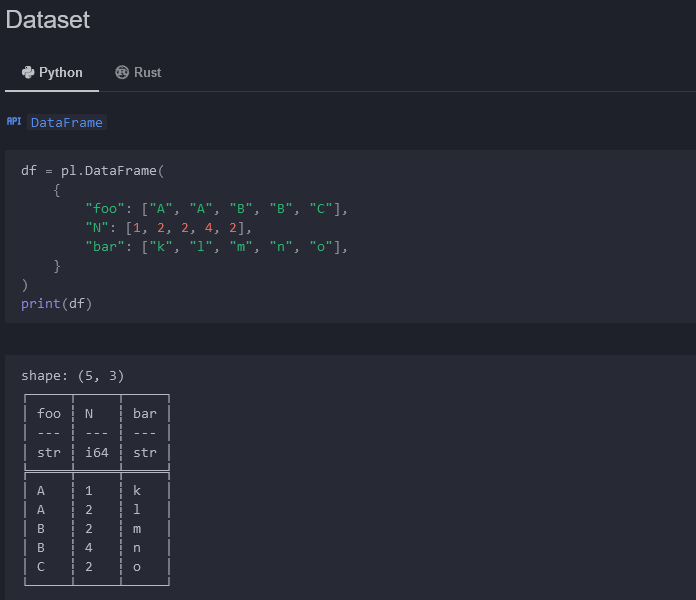 Dataset
Python Rust
API DataFrame
df = pl.DataFrame(
    {
        "foo": ["A", "A", "B", "B", "C"],
        "N": [1, 2, 2, 4, 2],
        "bar": ["k", "l", "m", "n", "o"],
    }
)
print(df)
shape: (5, 3)
┌─────┬─────┬─────┐
│ foo ┆ N   ┆ bar │
│ --- ┆ --- ┆ --- │
│ str ┆ i64 ┆ str │
╞═════╪═════╪═════╡
│ A   ┆ 1   ┆ k   │
│ A   ┆ 2   ┆ l   │
│ B   ┆ 2   ┆ m   │
│ B   ┆ 4   ┆ n   │
│ C   ┆ 2   ┆ o   │
└─────┴─────┴─────┘